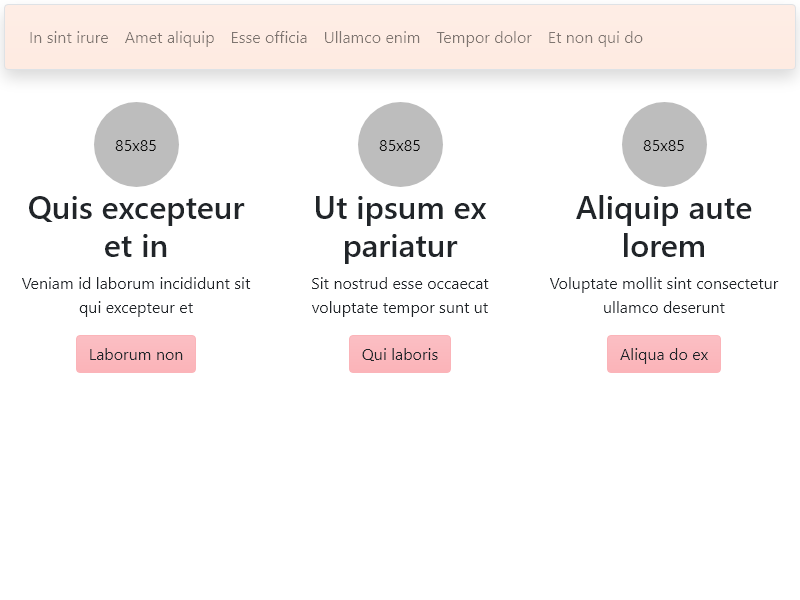 In sint irure Amet aliquip Esse officia Ullamco enim Tempor dolor Et non qui do
85x85
Quis excepteur
et in
Veniam id laborum incididunt sit
qui excepteur et
Laborum non
85x85
Ut ipsum ex
pariatur
Sit nostrud esse occaecat
voluptate tempor sunt ut
Qui laboris
85x85
Aliquip aute
lorem
Voluptate mollit sint consectetur
ullamco deserunt
Aliqua do ex